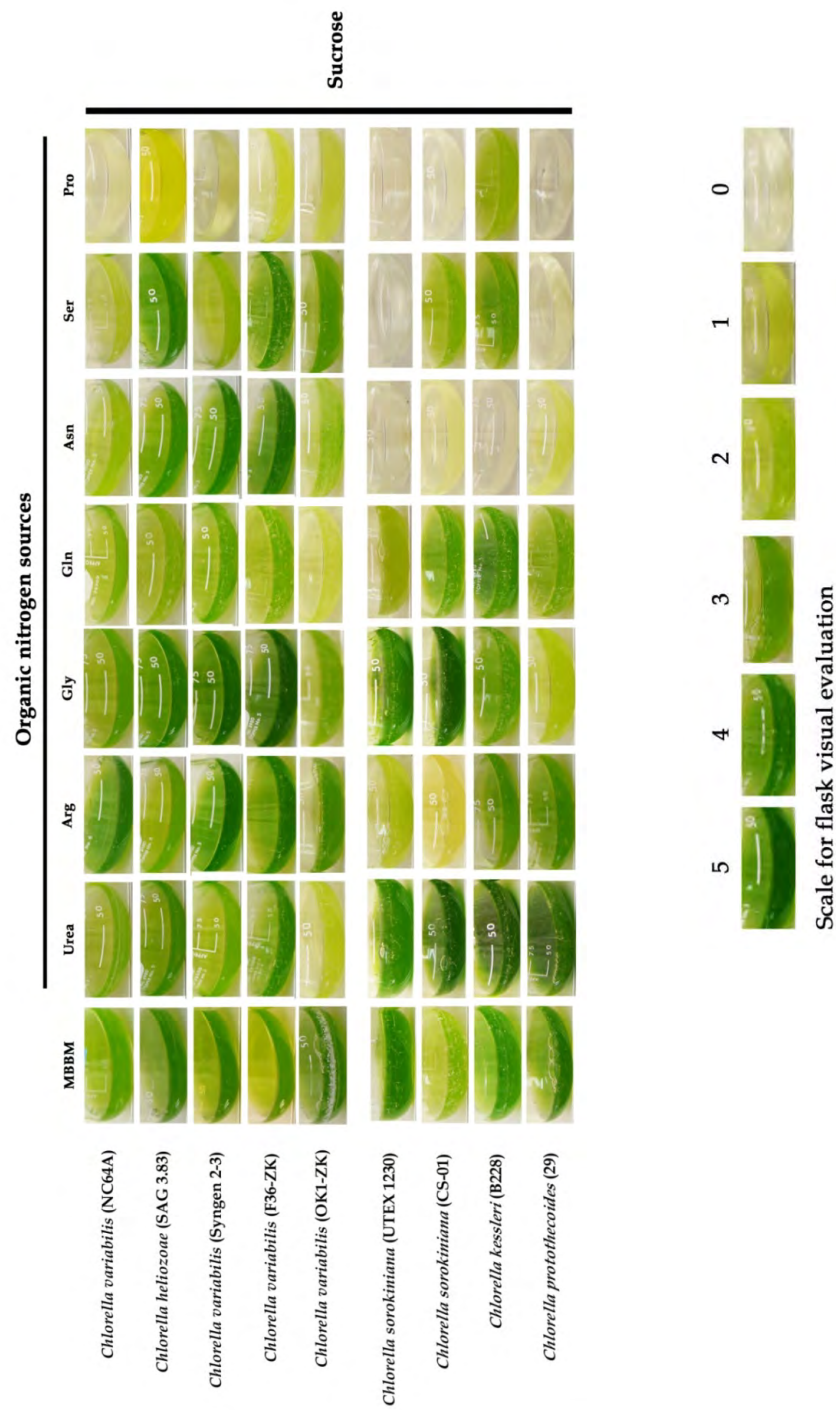 Organic nitrogen sources
MBBM Urea Arg Gly Gln Asn Ser Pro
Sucrose
Chlorella variabilis (NC64A)
Chlorella heliozoae (SAG 3.83)
Chlorella variabilis (Syngen 2-3)
Chlorella variabilis (F36-ZK)
Chlorella variabilis (OK1-ZK)
Chlorella sorokiniana (UTEX 1230)
Chlorella sorokiniana (CS-01)
Chlorella kessleri (B228)
Chlorella protothecoides (29)
5 4 3 2 1 0
Scale for flask visual evaluation